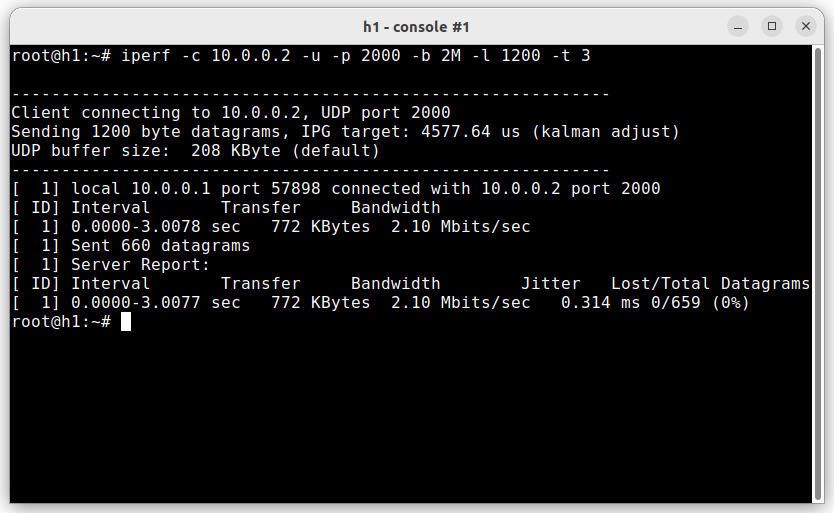 h1 - console #1
root@h1:~# iperf -c 10.0.0.2 -u -p 2000 -b 2M -l 1200 -t 3
------------------------------------------------------------
Client connecting to 10.0.0.2, UDP port 2000
Sending 1200 byte datagrams, IPG target: 4577.64 us (kalman adjust)
UDP buffer size:  208 KByte (default)
------------------------------------------------------------
[  1] local 10.0.0.1 port 57898 connected with 10.0.0.2 port 2000
[ ID] Interval       Transfer     Bandwidth
[  1] 0.0000-3.0078 sec   772 KBytes  2.10 Mbits/sec
[  1] Sent 660 datagrams
[  1] Server Report:
[ ID] Interval       Transfer     Bandwidth        Jitter   Lost/Total Datagrams
[  1] 0.0000-3.0077 sec   772 KBytes  2.10 Mbits/sec   0.314 ms 0/659 (0%)
root@h1:~#